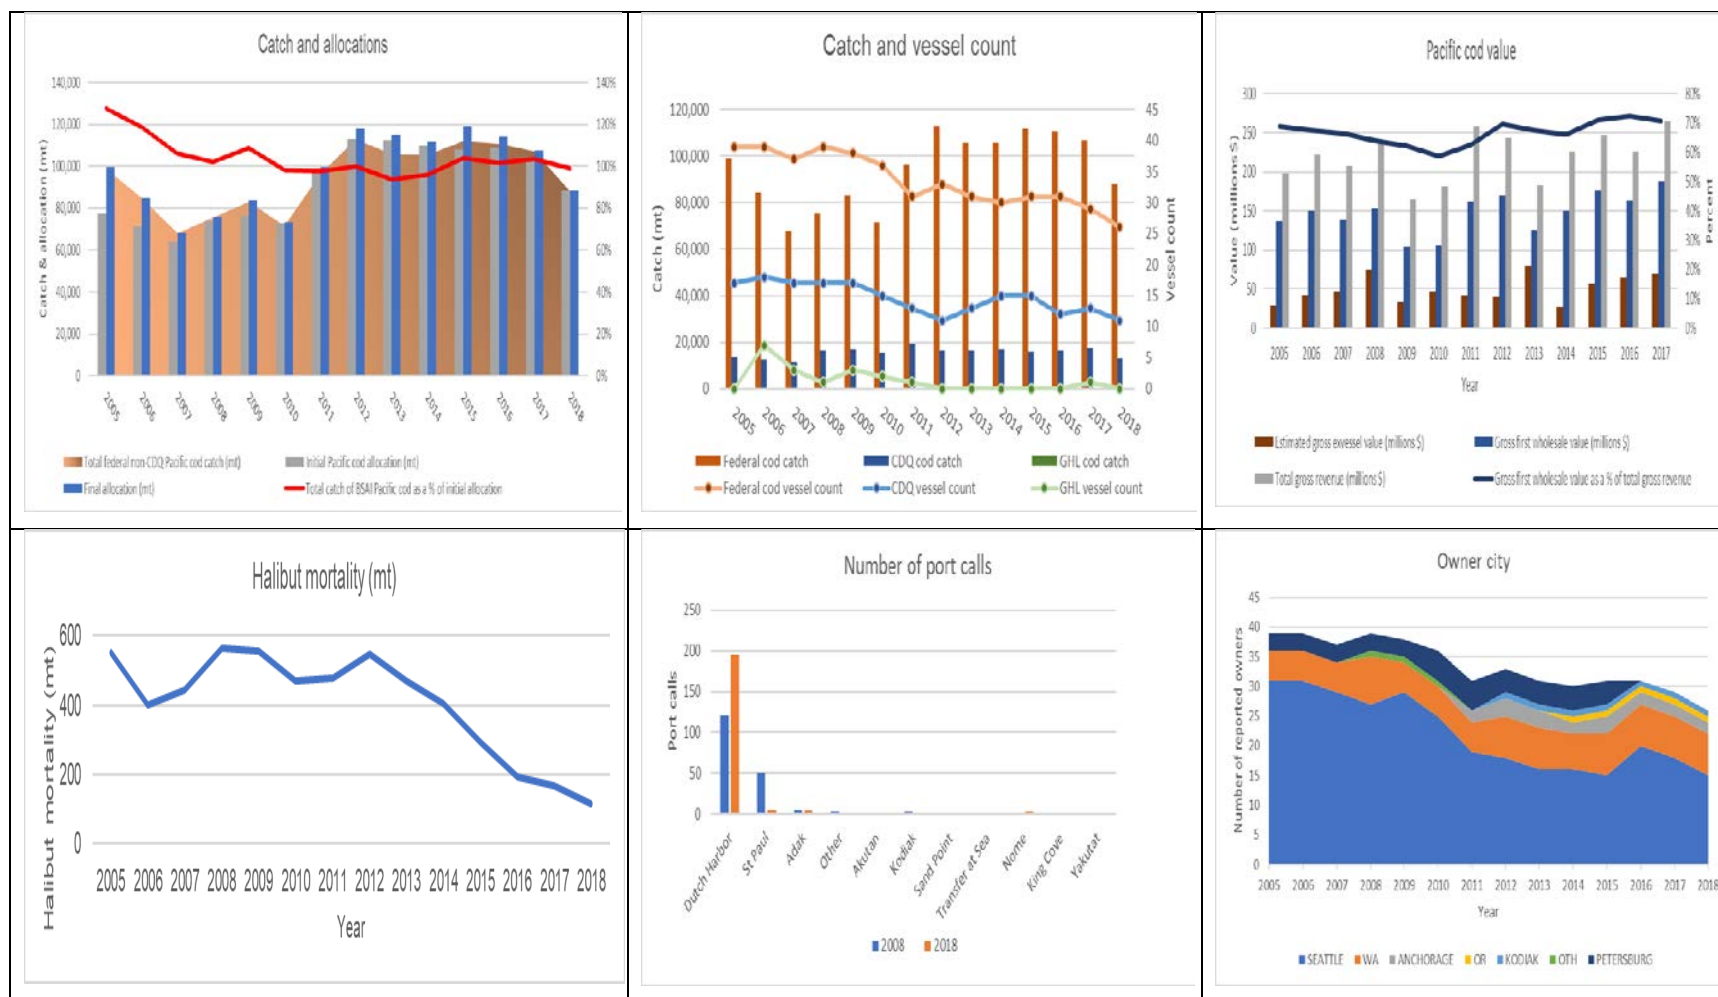 Catch and allocations
140,000
120,000
100,000
80,000
60,000
40,000
20,000
0
Catch & allocation (mt)
140%
120%
100%
80%
60%
40%
20%
0%
2005 2006 2007 2008 2009 2010 2011 2012 2013 2014 2015 2016 2017 2018
Total federal non-CDQ Pacific cod catch (mt) Initial Pacific cod allocation (mt)
Final allocation (mt) Total catch of BSAI Pacific cod as a % of initial allocation
Catch and vessel count
120,000
100,000
80,000
60,000
40,000
20,000
0
Catch (mt)
45
40
35
30
25
20
15
10
5
0
Vessel count
2005 2006 2007 2008 2009 2010 2011 2012 2013 2014 2015 2016 2017 2018
Federal cod catch CDQ cod catch GHL cod catch
Federal cod vessel count CDQ vessel count GHL vessel count
Pacific cod value
300
250
200
150
100
50
0
Value (millions $)
80%
70%
60%
50%
40%
30%
20%
10%
0%
Percent
2005 2006 2007 2008 2009 2010 2011 2012 2013 2014 2015 2016 2017
Year
Estimated gross exvessel value (millions $) Gross first wholesale value (millions $)
Total gross revenue (millions $) Gross first wholesale value as a % of total gross revenue
Halibut mortality (mt)
600
400
200
0
Halibut mortality (mt)
2005 2006 2007 2008 2009 2010 2011 2012 2013 2014 2015 2016 2017 2018
Year
Number of port calls
250
200
150
100
50
0
Port calls
Dutch Harbor St Paul Adak Other Akutan Kodiak Sand Point Transfer at Sea Nome King Cove Yakutat
2008 2018
Owner city
45
40
35
30
25
20
15
10
5
0
Number of reported owners
2005 2006 2007 2008 2009 2010 2011 2012 2013 2014 2015 2016 2017 2018
Year
SEATTLE WA ANCHORAGE OR KODIAK OTH PETERSBURG